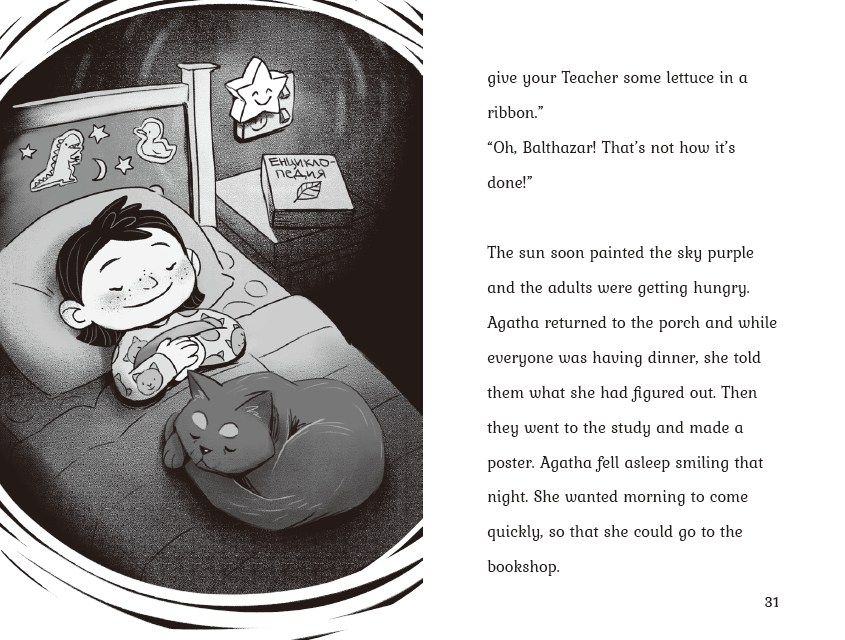 ЕНЦИКЛО-
ПЕДИЯ
give your Teacher some lettuce in a
ribbon.”
“Oh, Balthazar! That’s not how it’s
done!”
The sun soon painted the sky purple
and the adults were getting hungry.
Agatha returned to the porch and while
everyone was having dinner, she told
them what she had figured out. Then
they went to the study and made a
poster. Agatha fell asleep smiling that
night. She wanted morning to come
quickly, so that she could go to the
bookshop.
31